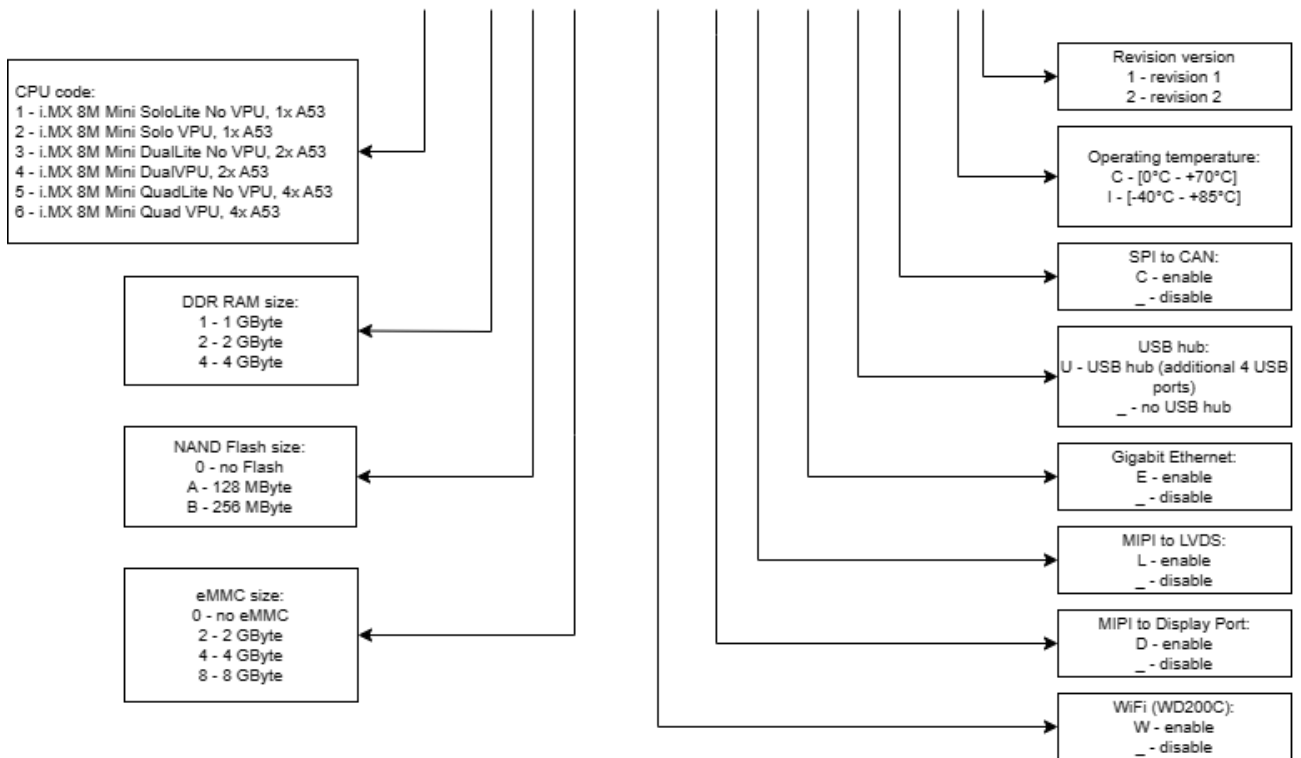 CPU code:
1 - i.MX 8M Mini SoloLite No VPU, 1x A53
2 - i.MX 8M Mini Solo VPU, 1x A53
3 - i.MX 8M Mini DualLite No VPU, 2x A53
4 - i.MX 8M Mini DualVPU, 2x A53
5 - i.MX 8M Mini QuadLite No VPU, 4x A53
6 - i.MX 8M Mini Quad VPU, 4x A53
DDR RAM size:
1 - 1 GByte
2 - 2 GByte
4 - 4 GByte
NAND Flash size:
0 - no Flash
A - 128 MByte
B - 256 MByte
eMMC size:
0 - no eMMC
2 - 2 GByte
4 - 4 GByte
8 - 8 GByte
Revision version
1 - revision 1
2 - revision 2
Operating temperature:
C - [0°C - +70°C]
I - [-40°C - +85°C]
SPI to CAN:
C - enable
_ - disable
USB hub:
U - USB hub (additional 4 USB
ports)
_ - no USB hub
Gigabit Ethernet:
E - enable
_ - disable
MIPI to LVDS:
L - enable
_ - disable
MIPI to Display Port:
D - enable
_ - disable
WiFi (WD200C):
W - enable
_ - disable